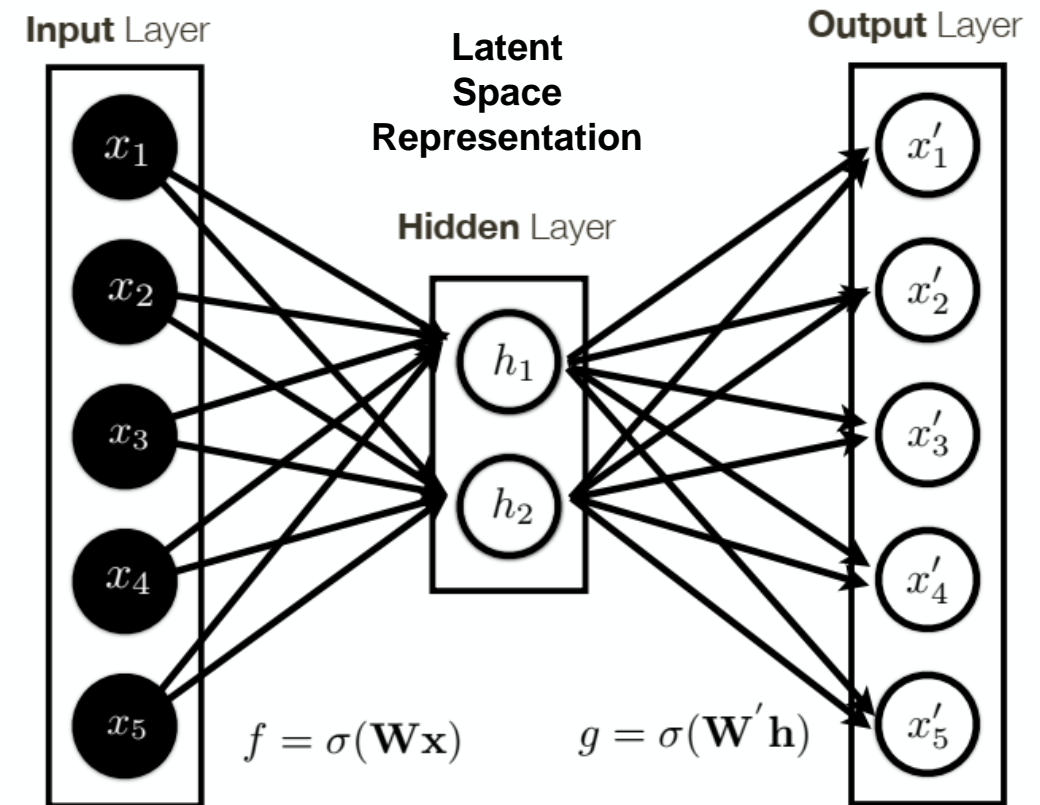 Input Layer
Latent
Space
Representation
Output Layer
Hidden Layer
x₁
x₂
x₃
x₄
x₅
h₁
h₂
x′₁
x′₂
x′₃
x′₄
x′₅
f = σ(Wx)
g = σ(W′h)